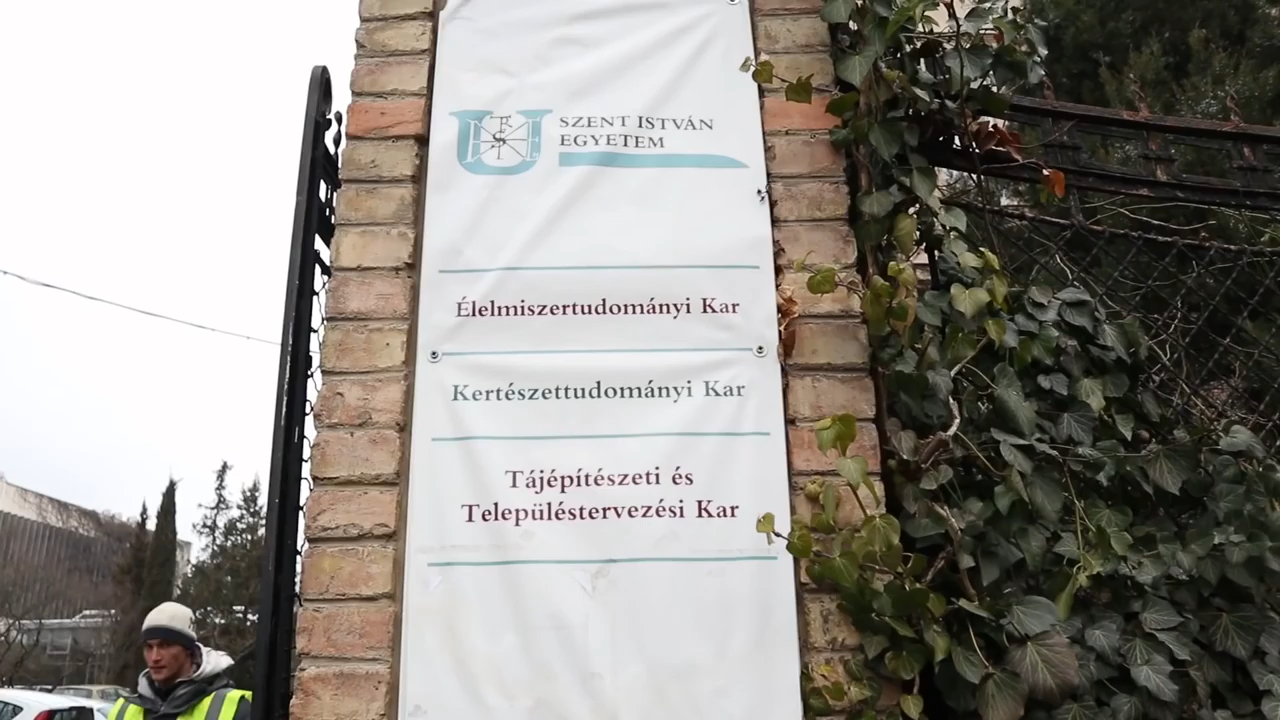 SZENT ISTVÁN
EGYETEM
Élelmiszertudományi Kar
Kertészettudományi Kar
Tájépítészeti és
Településtervezési Kar